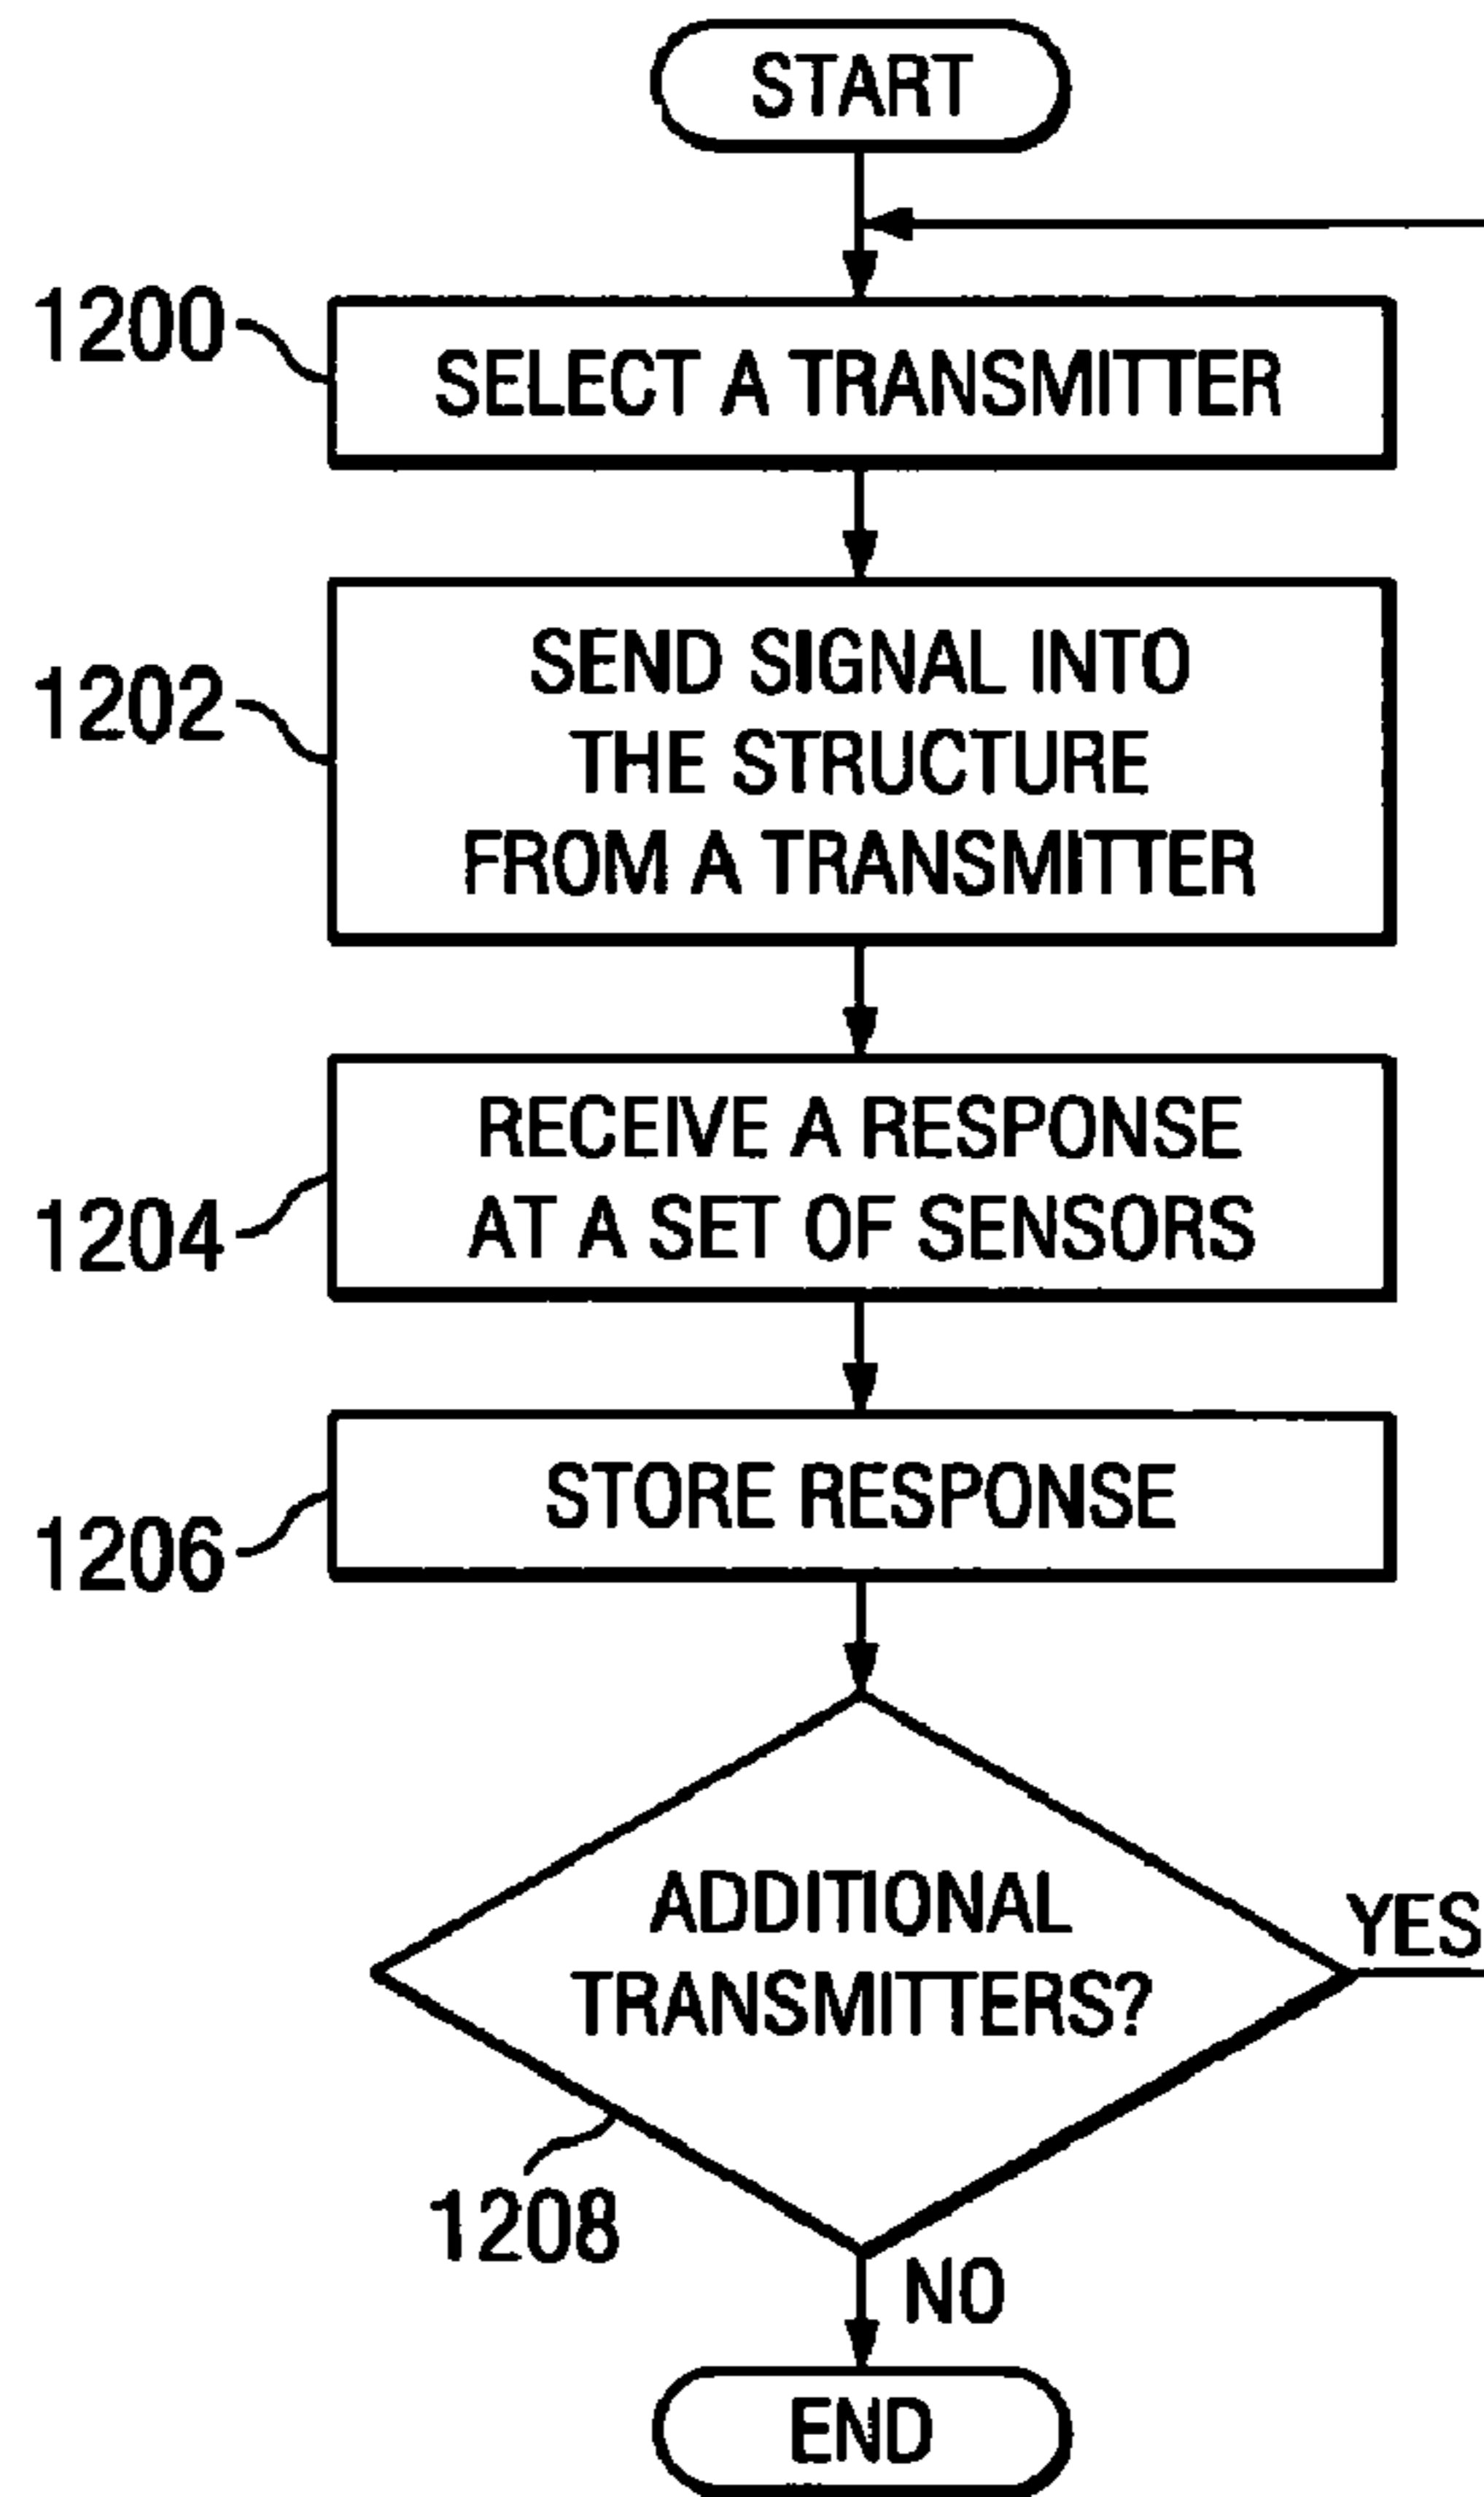 START
1200
SELECT A TRANSMITTER
1202
SEND SIGNAL INTO
THE STRUCTURE
FROM A TRANSMITTER
RECEIVE A RESPONSE
AT A SET OF SENSORS
1204
STORE RESPONSE
1206
ADDITIONAL
TRANSMITTERS?
YES
1208
NO
END